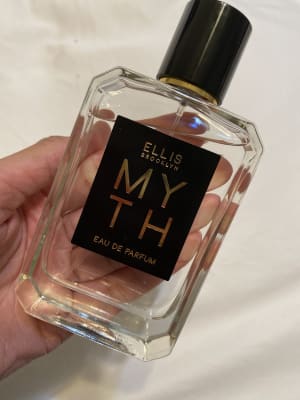 ELLIS
BROOKLYN
MY
TH
EAU DE PARFUM